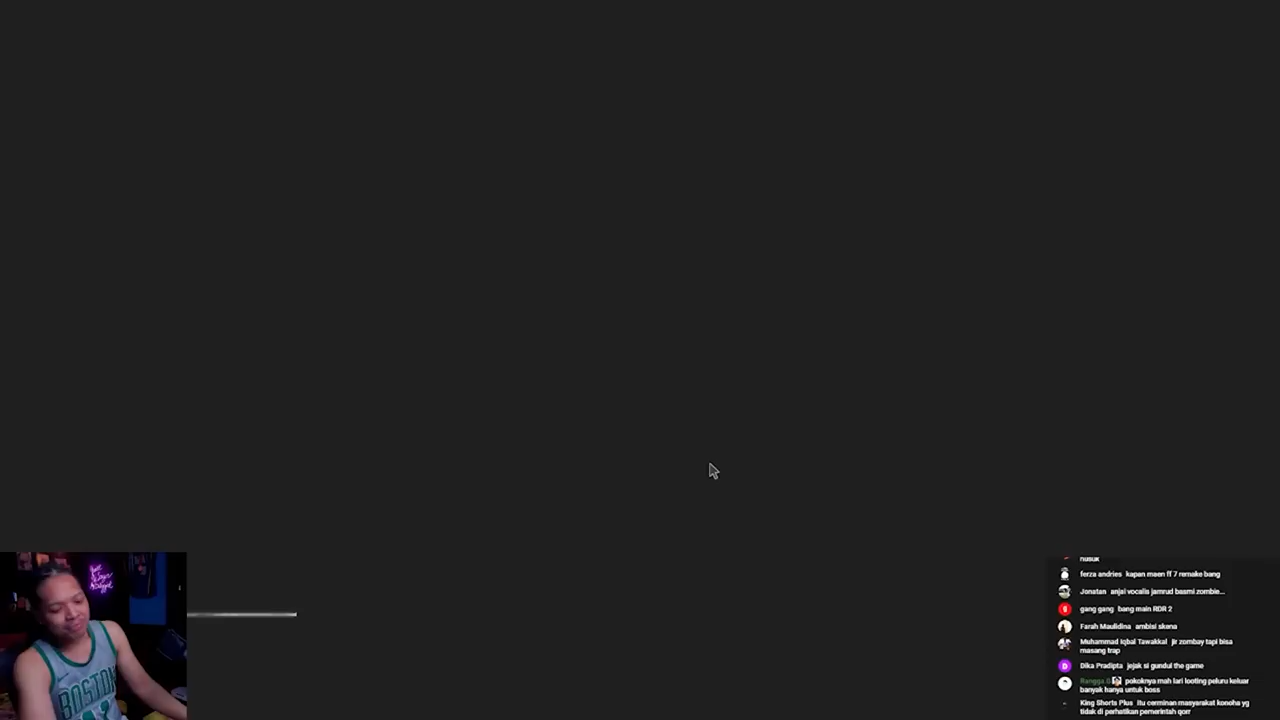 BOSTON
ferza andries kapan maen ff 7 remake bang
Jonatan anjai vocalis jamrud basmi zombie...
gang gang bang main RDR 2
Farah Maulidina ambisi skena
Muhammad Iqbal Tawakkal jir zombay tapi bisa
masang trap
Dika Pradipta jejak si gundul the game
pokoknya mah lari looting peluru keluar
banyak hanya untuk boss
King Shorts Plus itu cerminan masyarakat konoha yg
tidak di perhatikan pemerintah qorr